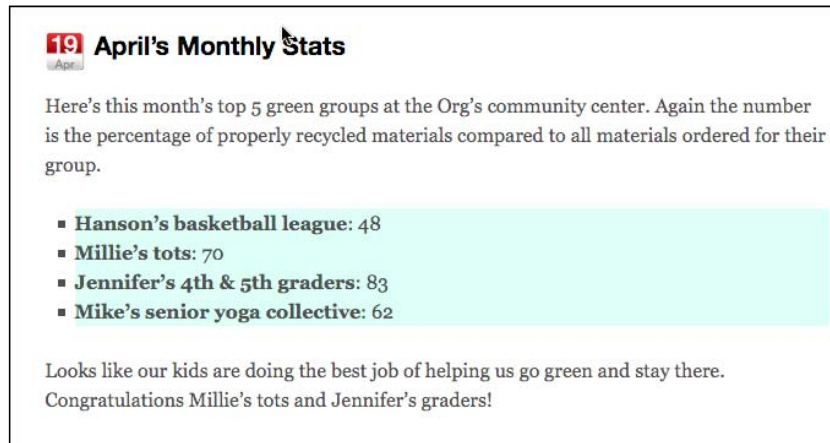 19
Apr
April's Monthly Stats
Here's this month's top 5 green groups at the Org's community center. Again the number
is the percentage of properly recycled materials compared to all materials ordered for their
group.
Hanson's basketball league: 48
Millie's tots: 70
Jennifer's 4th & 5th graders: 83
Mike's senior yoga collective: 62
Looks like our kids are doing the best job of helping us go green and stay there.
Congratulations Millie's tots and Jennifer's graders!